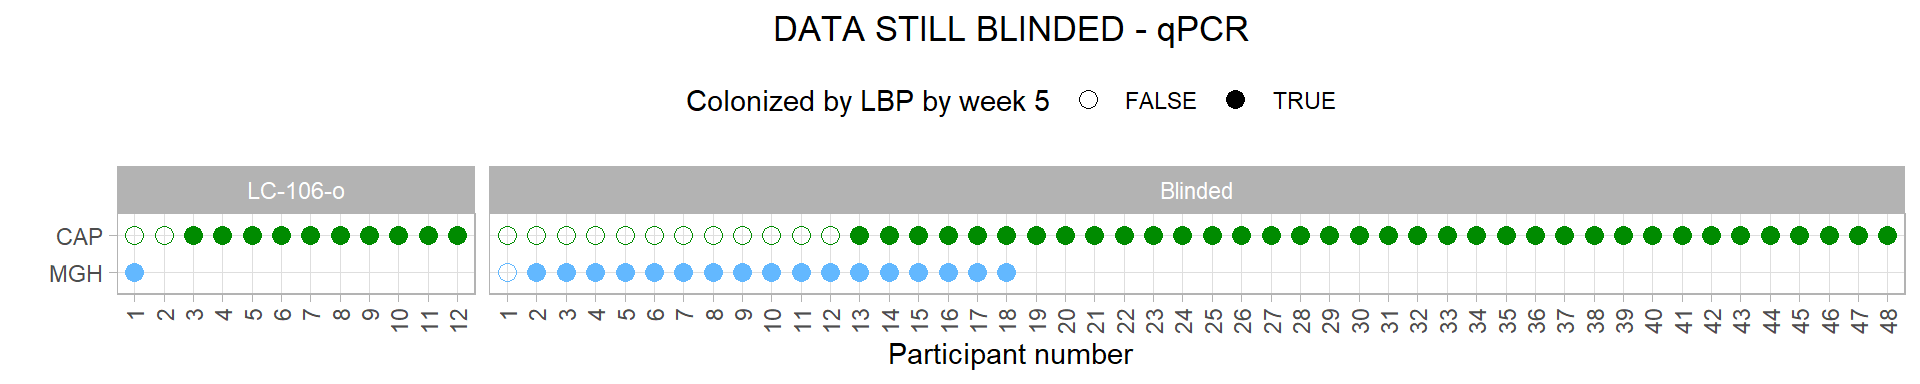 DATA STILL BLINDED - qPCR
Colonized by LBP by week 5 FALSE TRUE
LC-106-o Blinded
CAP
MGH
1 2 3 4 5 6 7 8 9 10 11 12 1 2 3 4 5 6 7 8 9 10 11 12 13 14 15 16 17 18 19 20 21 22 23 24 25 26 27 28 29 30 31 32 33 34 35 36 37 38 39 40 41 42 43 44 45 46 47 48
Participant number